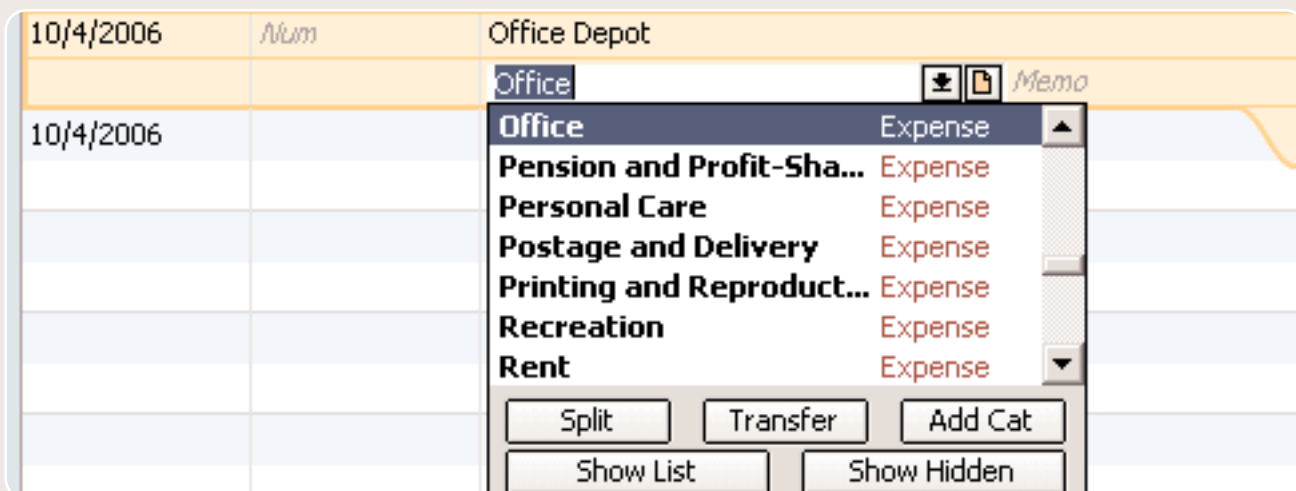 10/4/2006 Num Office Depot
Office Memo
10/4/2006
Office Expense
Pension and Profit-Sha... Expense
Personal Care Expense
Postage and Delivery Expense
Printing and Reproduct... Expense
Recreation Expense
Rent Expense
Split Transfer Add Cat
Show List Show Hidden